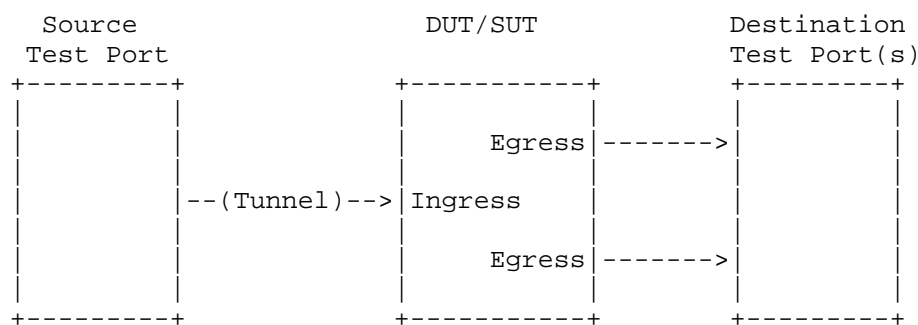 Source DUT/SUT Destination
Test Port Test Port(s)
Egress
--(Tunnel)--> Ingress
Egress